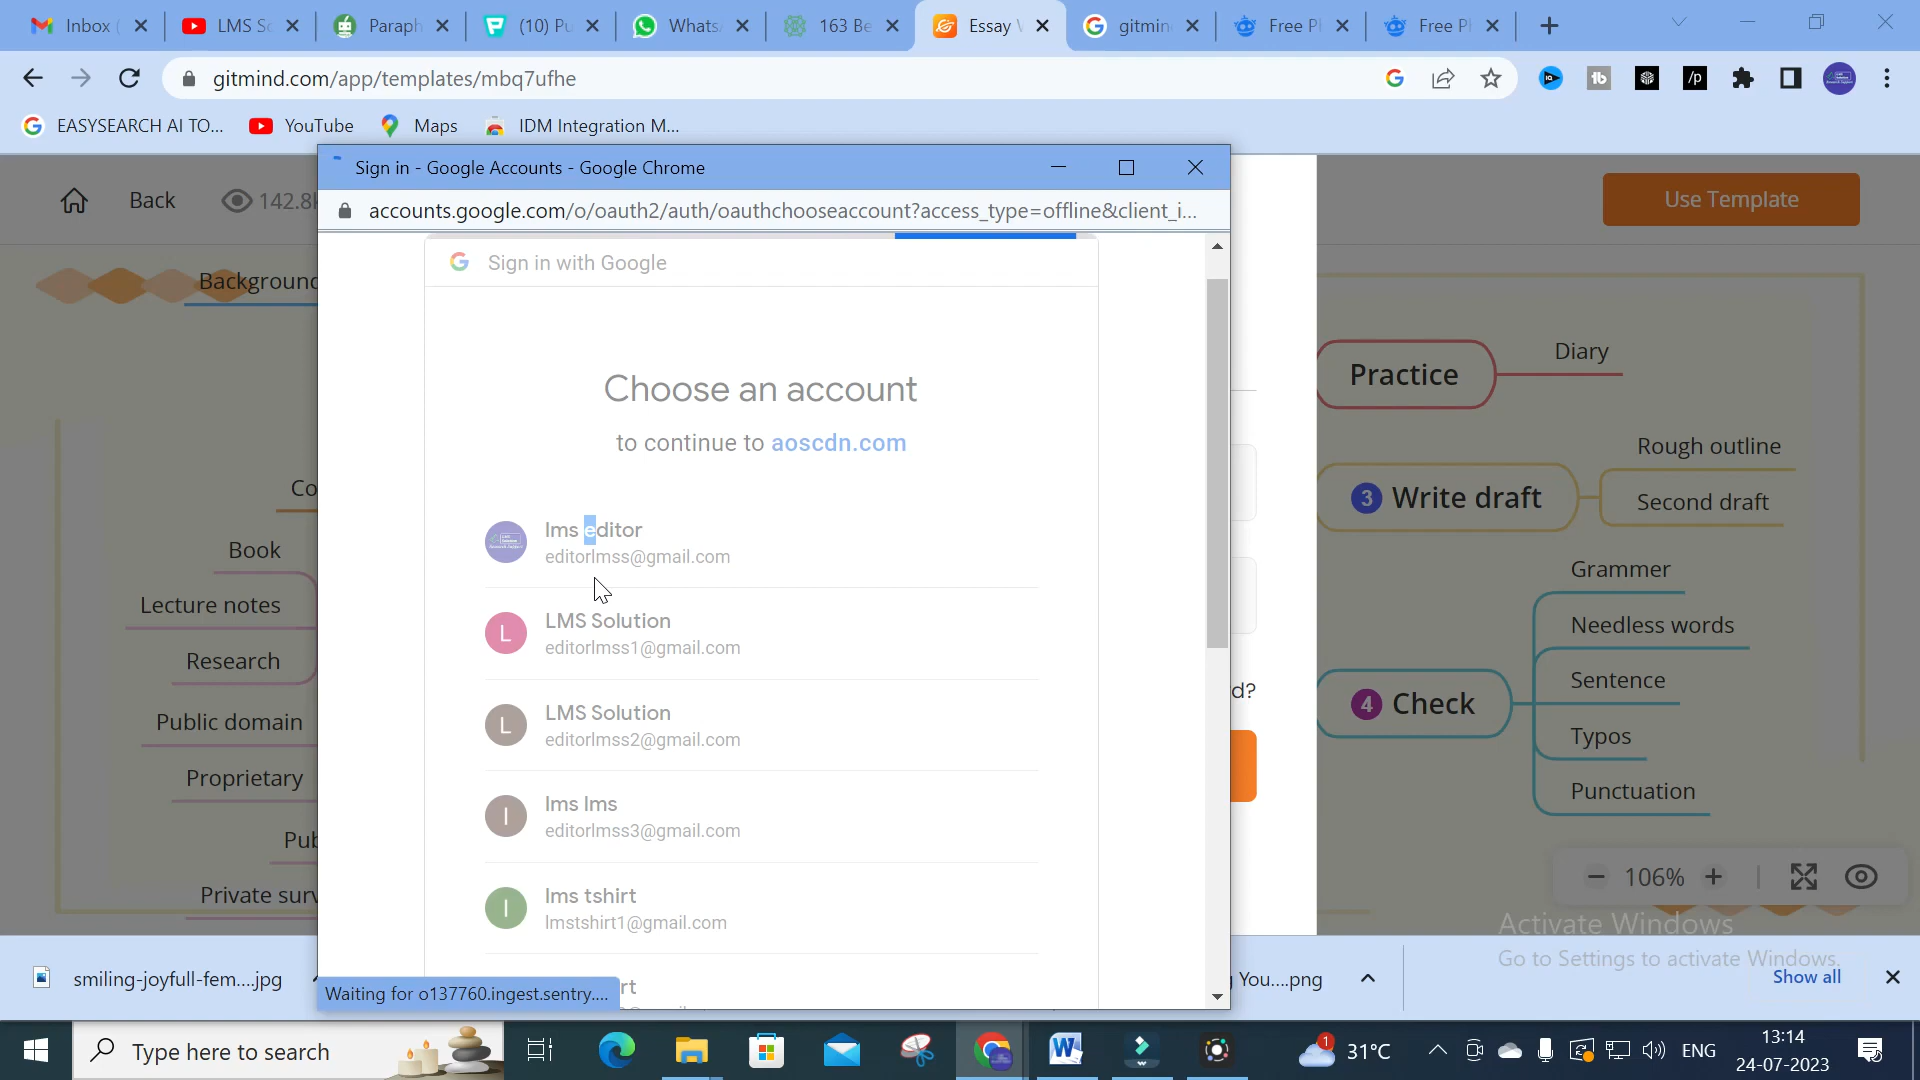 Inbox (
LMS So
Paraph
(10) Pu
Whats
163 Be
Essay
gitmin
Free P
Free P
gitmind.com/app/templates/mbq7ufhe
EASYSEARCH AI TO...
YouTube
Maps
IDM Integration M...
Sign in - Google Accounts - Google Chrome
accounts.google.com/o/oauth2/auth/oauthchooseaccount?access_type=offline&client_i...
Back
142.8k
Use Template
Sign in with Google
Choose an account
to continue to aoscdn.com
lms editor
editorlmss@gmail.com
LMS Solution
editorlmss1@gmail.com
LMS Solution
editorlmss2@gmail.com
lms lms
editorlmss3@gmail.com
lms tshirt
lmstshirt1@gmail.com
rt
Background
Co
Book
Lecture notes
Research
Public domain
Proprietary
Pub
Private surv
Practice
Diary
3 Write draft
Rough outline
Second draft
4 Check
Grammer
Needless words
Sentence
Typos
Punctuation
d?
106%
Activate Windows
Go to Settings to activate Windows.
smiling-joyfull-fem....jpg
Waiting for o137760.ingest.sentry....
You....png
Show all
Type here to search
1
31°C
ENG
13:14
24-07-2023